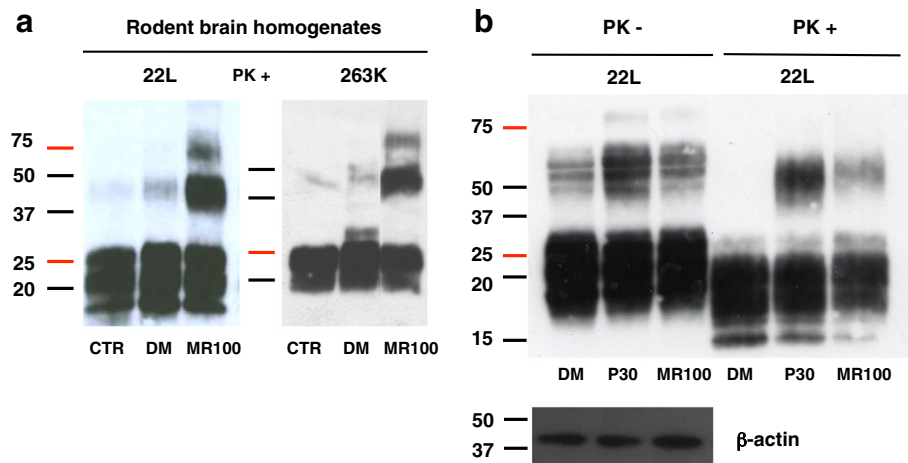 a
Rodent brain homogenates
22L PK + 263K
75
50
37
25
20
CTR DM MR100 CTR DM MR100
b
PK - PK +
22L 22L
75
50
37
25
20
15
DM P30 MR100 DM P30 MR100
50
37
β-actin